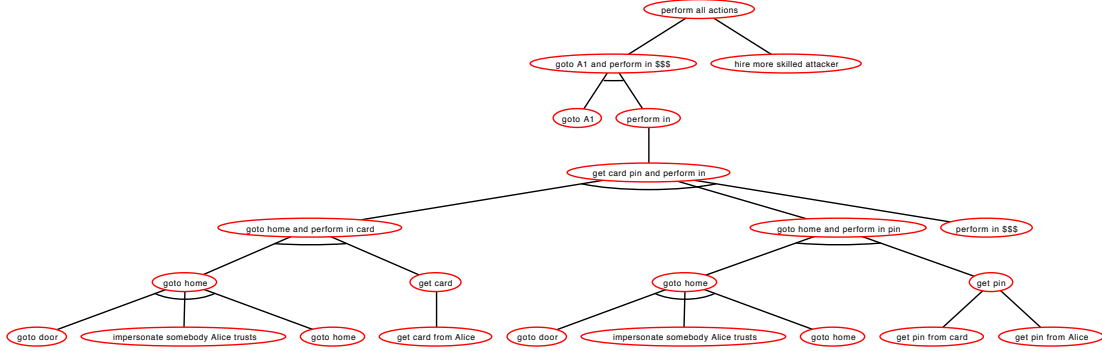 perform all actions
goto A1 and perform in $$$
hire more skilled attacker
goto A1
perform in
get card pin and perform in
goto home and perform in card
goto home and perform in pin
perform in $$$
goto home
get card
goto home
get pin
goto door
impersonate somebody Alice trusts
goto home
get card from Alice
goto door
impersonate somebody Alice trusts
goto home
get pin from card
get pin from Alice